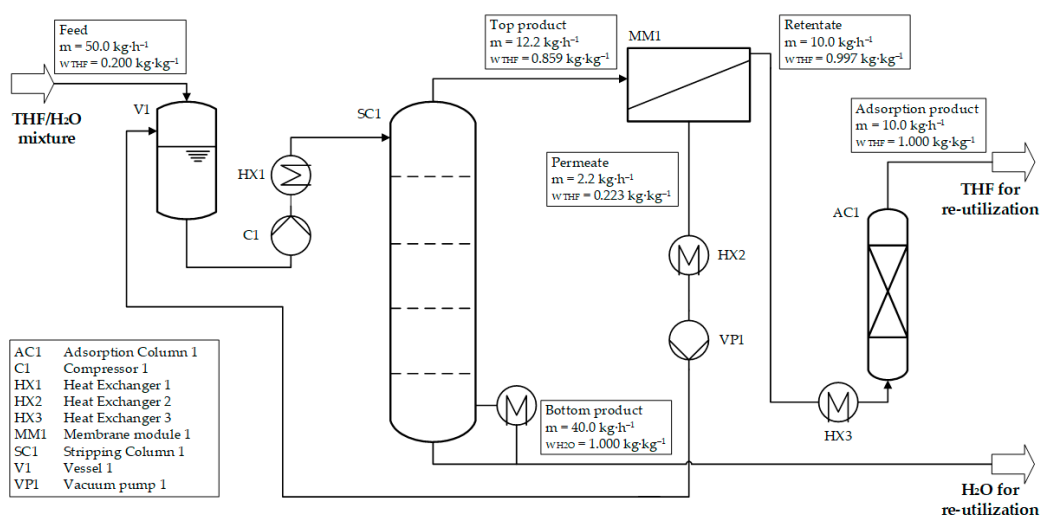 Feed
m = 50.0 kg·h⁻¹
w THF = 0.200 kg·kg⁻¹
THF/H₂O
mixture
V1
HX1
C1
SC1
Top product
m = 12.2 kg·h⁻¹
w THF = 0.859 kg·kg⁻¹
MM1
Retentate
m = 10.0 kg·h⁻¹
w THF = 0.997 kg·kg⁻¹
Adsorption product
m = 10.0 kg·h⁻¹
w THF = 1.000 kg·kg⁻¹
THF for
re-utilization
Permeate
m = 2.2 kg·h⁻¹
w THF = 0.223 kg·kg⁻¹
AC1
HX2
VP1
HX3
Bottom product
m = 40.0 kg·h⁻¹
w H2O = 1.000 kg·kg⁻¹
H₂O for
re-utilization
AC1 Adsorption Column 1
C1 Compressor 1
HX1 Heat Exchanger 1
HX2 Heat Exchanger 2
HX3 Heat Exchanger 3
MM1 Membrane module 1
SC1 Stripping Column 1
V1 Vessel 1
VP1 Vacuum pump 1